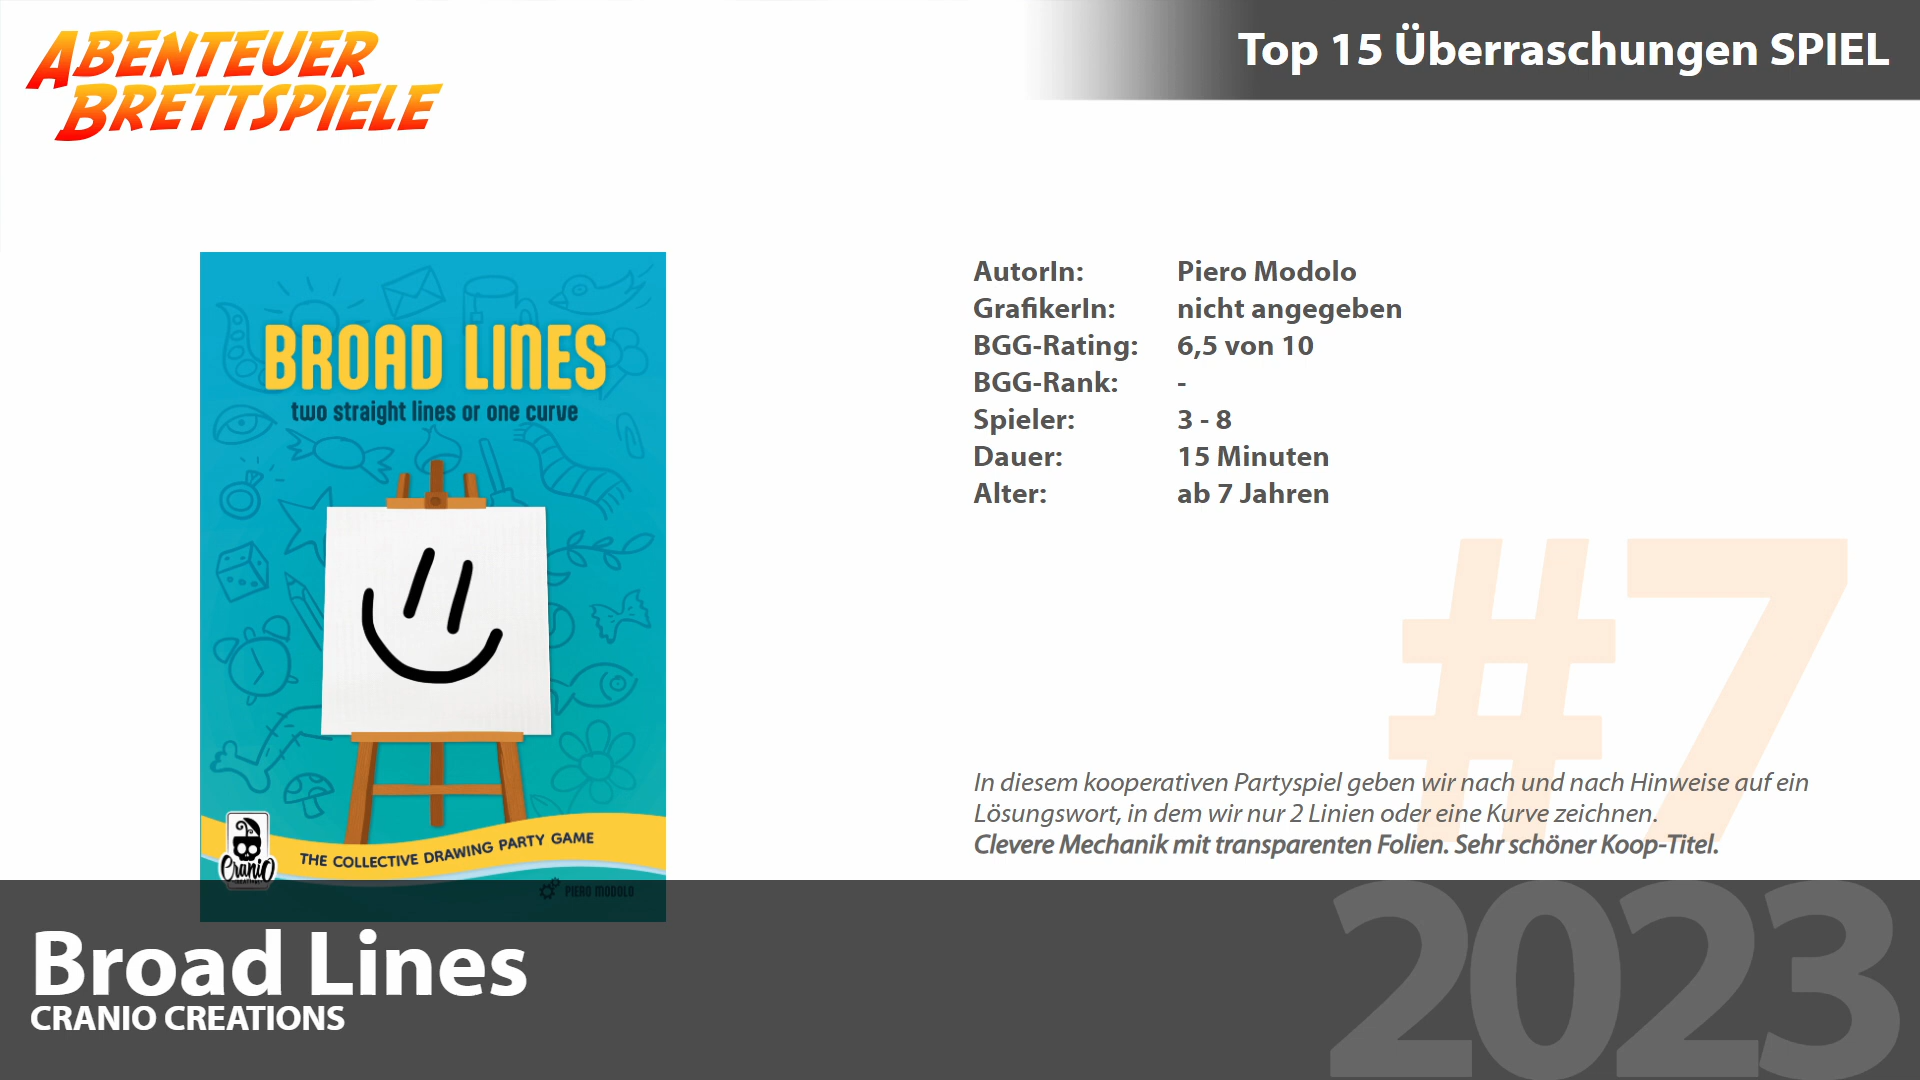 ABENTEUER
BRETTSPIELE
Top 15 Überraschungen SPIEL
BROAD LINES
two straight lines or one curve
THE COLLECTIVE DRAWING PARTY GAME
Cranio
PIERO MODOLO
AutorIn: Piero Modolo
GrafikerIn: nicht angegeben
BGG-Rating: 6,5 von 10
BGG-Rank: -
Spieler: 3 - 8
Dauer: 15 Minuten
Alter: ab 7 Jahren
#7
In diesem kooperativen Partyspiel geben wir nach und nach Hinweise auf ein
Lösungswort, in dem wir nur 2 Linien oder eine Kurve zeichnen.
Clevere Mechanik mit transparenten Folien. Sehr schöner Koop-Titel.
Broad Lines
CRANIO CREATIONS
2023